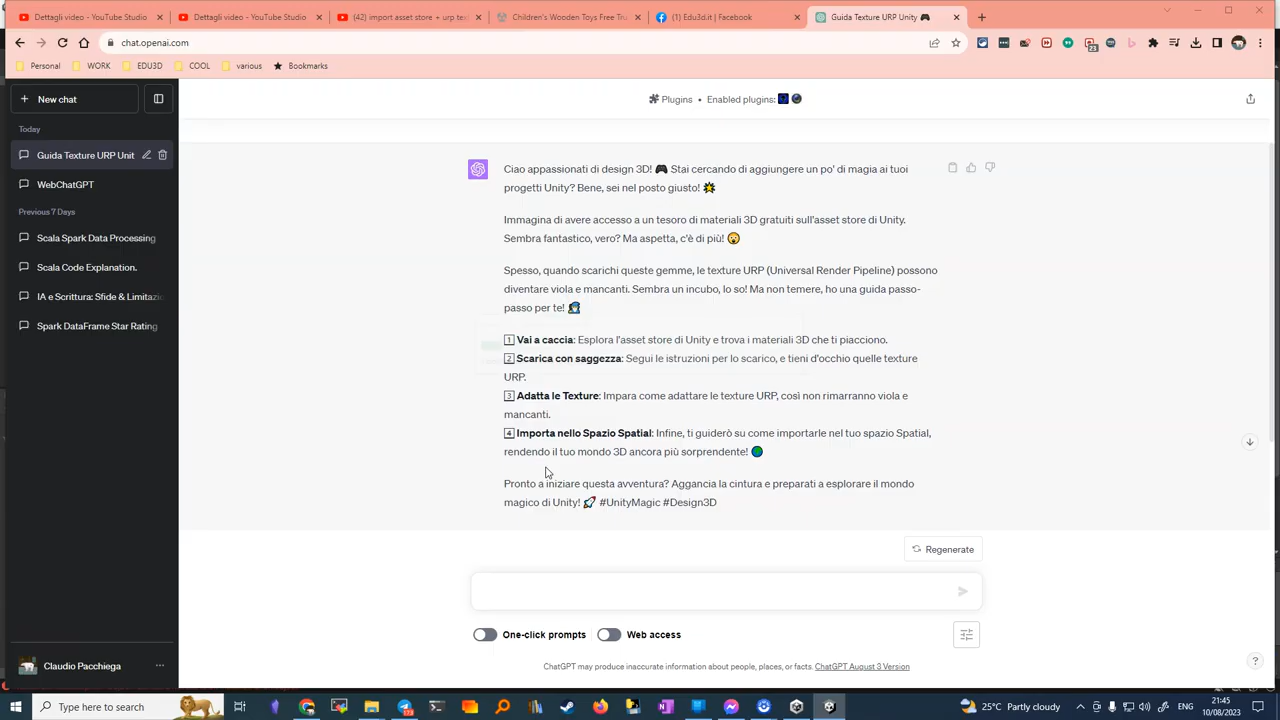 Dettagli video - YouTube Studio
Dettagli video - YouTube Studio
(42) import asset store + urp tex
Children's Wooden Toys Free Tru
(1) Edu3d.it | Facebook
Guida Texture URP Unity 🎮
chat.openai.com
23
Personal
WORK
EDU3D
COOL
various
Bookmarks
New chat
Plugins • Enabled plugins:
Today
Guida Texture URP Unit
WebChatGPT
Previous 7 Days
Scala Spark Data Processing
Scala Code Explanation.
IA e Scrittura: Sfide & Limitazio
Spark DataFrame Star Rating
Ciao appassionati di design 3D! 🎮 Stai cercando di aggiungere un po' di magia ai tuoi
progetti Unity? Bene, sei nel posto giusto! 🌟
Immagina di avere accesso a un tesoro di materiali 3D gratuiti sull'asset store di Unity.
Sembra fantastico, vero? Ma aspetta, c'è di più! 😮
Spesso, quando scarichi queste gemme, le texture URP (Universal Render Pipeline) possono
diventare viola e mancanti. Sembra un incubo, lo so! Ma non temere, ho una guida passo-
passo per te!
1 Vai a caccia: Esplora l'asset store di Unity e trova i materiali 3D che ti piacciono.
2 Scarica con saggezza: Segui le istruzioni per lo scarico, e tieni d'occhio quelle texture
URP.
3 Adatta le Texture: Impara come adattare le texture URP, così non rimarranno viola e
mancanti.
4 Importa nello Spazio Spatial: Infine, ti guiderò su come importarle nel tuo spazio Spatial,
rendendo il tuo mondo 3D ancora più sorprendente! 🌍
Pronto a iniziare questa avventura? Aggancia la cintura e preparati a esplorare il mondo
magico di Unity! 🚀 #UnityMagic #Design3D
Regenerate
One-click prompts
Web access
ChatGPT may produce inaccurate information about people, places, or facts. ChatGPT August 3 Version
?
Claudio Pacchiega
Type here to search
25°C Partly cloudy
21:45
10/08/2023